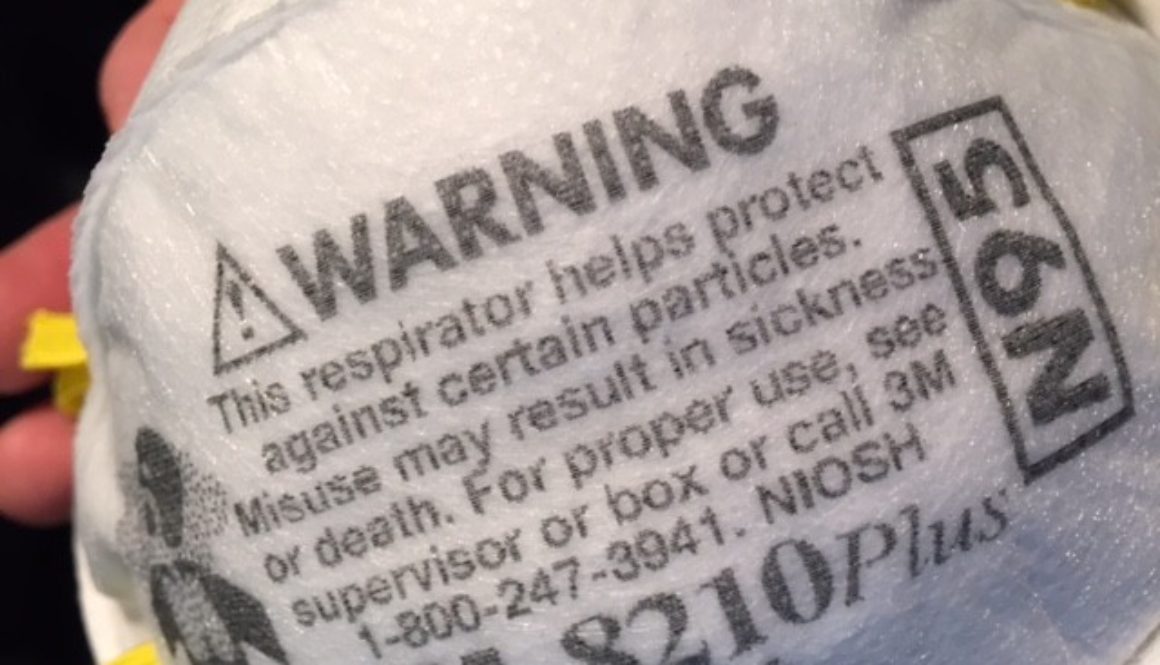 WARNING
This respirator helps protect
against certain particles.
Misuse may result in sickness
or death. For proper use, see
supervisor or box or call 3M
1-800-247-3941. NIOSH
8210Plus
N95